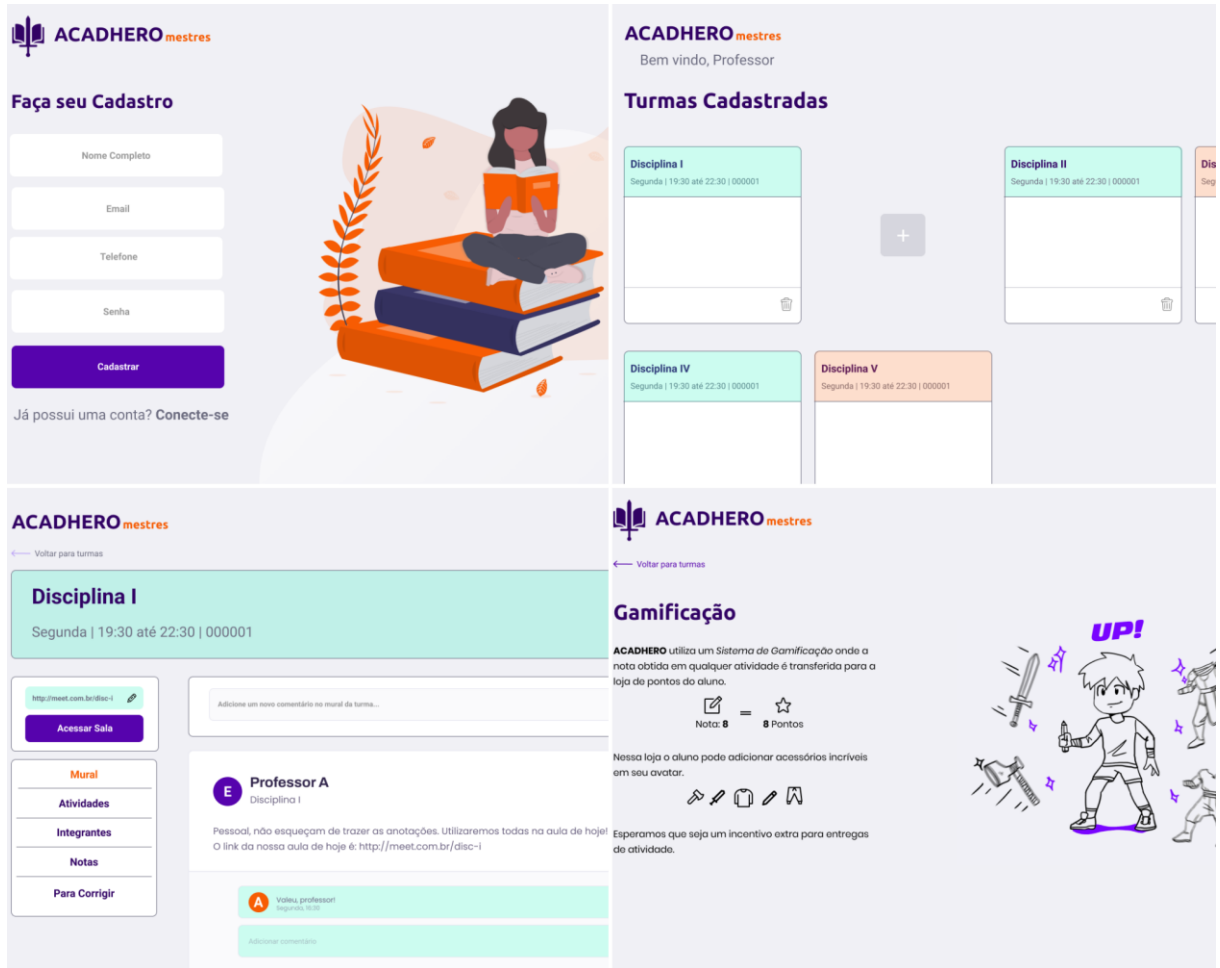 ACADHERO mestres
Faça seu Cadastro
Nome Completo
Email
Telefone
Senha
Cadastrar
Já possui uma conta? Conecte-se
ACADHERO mestres
Bem vindo, Professor
Turmas Cadastradas
Disciplina I
Segunda | 19:30 até 22:30 | 000001
+
Disciplina II
Segunda | 19:30 até 22:30 | 000001
Dis
Seg
Disciplina IV
Segunda | 19:30 até 22:30 | 000001
Disciplina V
Segunda | 19:30 até 22:30 | 000001
ACADHERO mestres
Voltar para turmas
Disciplina I
Segunda | 19:30 até 22:30 | 000001
http://meet.com.br/disc-i
Acessar Sala
Mural
Atividades
Integrantes
Notas
Para Corrigir
Adicione um novo comentário no mural da turma...
E
Professor A
Disciplina I
Pessoal, não esqueçam de trazer as anotações. Utilizaremos todas na aula de hoje!
O link da nossa aula de hoje é: http://meet.com.br/disc-i
A
Valeu, professor!
Segunda, 16:20
Adicionar comentário
ACADHERO mestres
Voltar para turmas
Gamificação
ACADHERO utiliza um Sistema de Gamificação onde a
nota obtida em qualquer atividade é transferida para a
loja de pontos do aluno.
=
Nota: 8
8 Pontos
Nessa loja o aluno pode adicionar acessórios incríveis
em seu avatar.
Esperamos que seja um incentivo extra para entregas
de atividade.
UP!